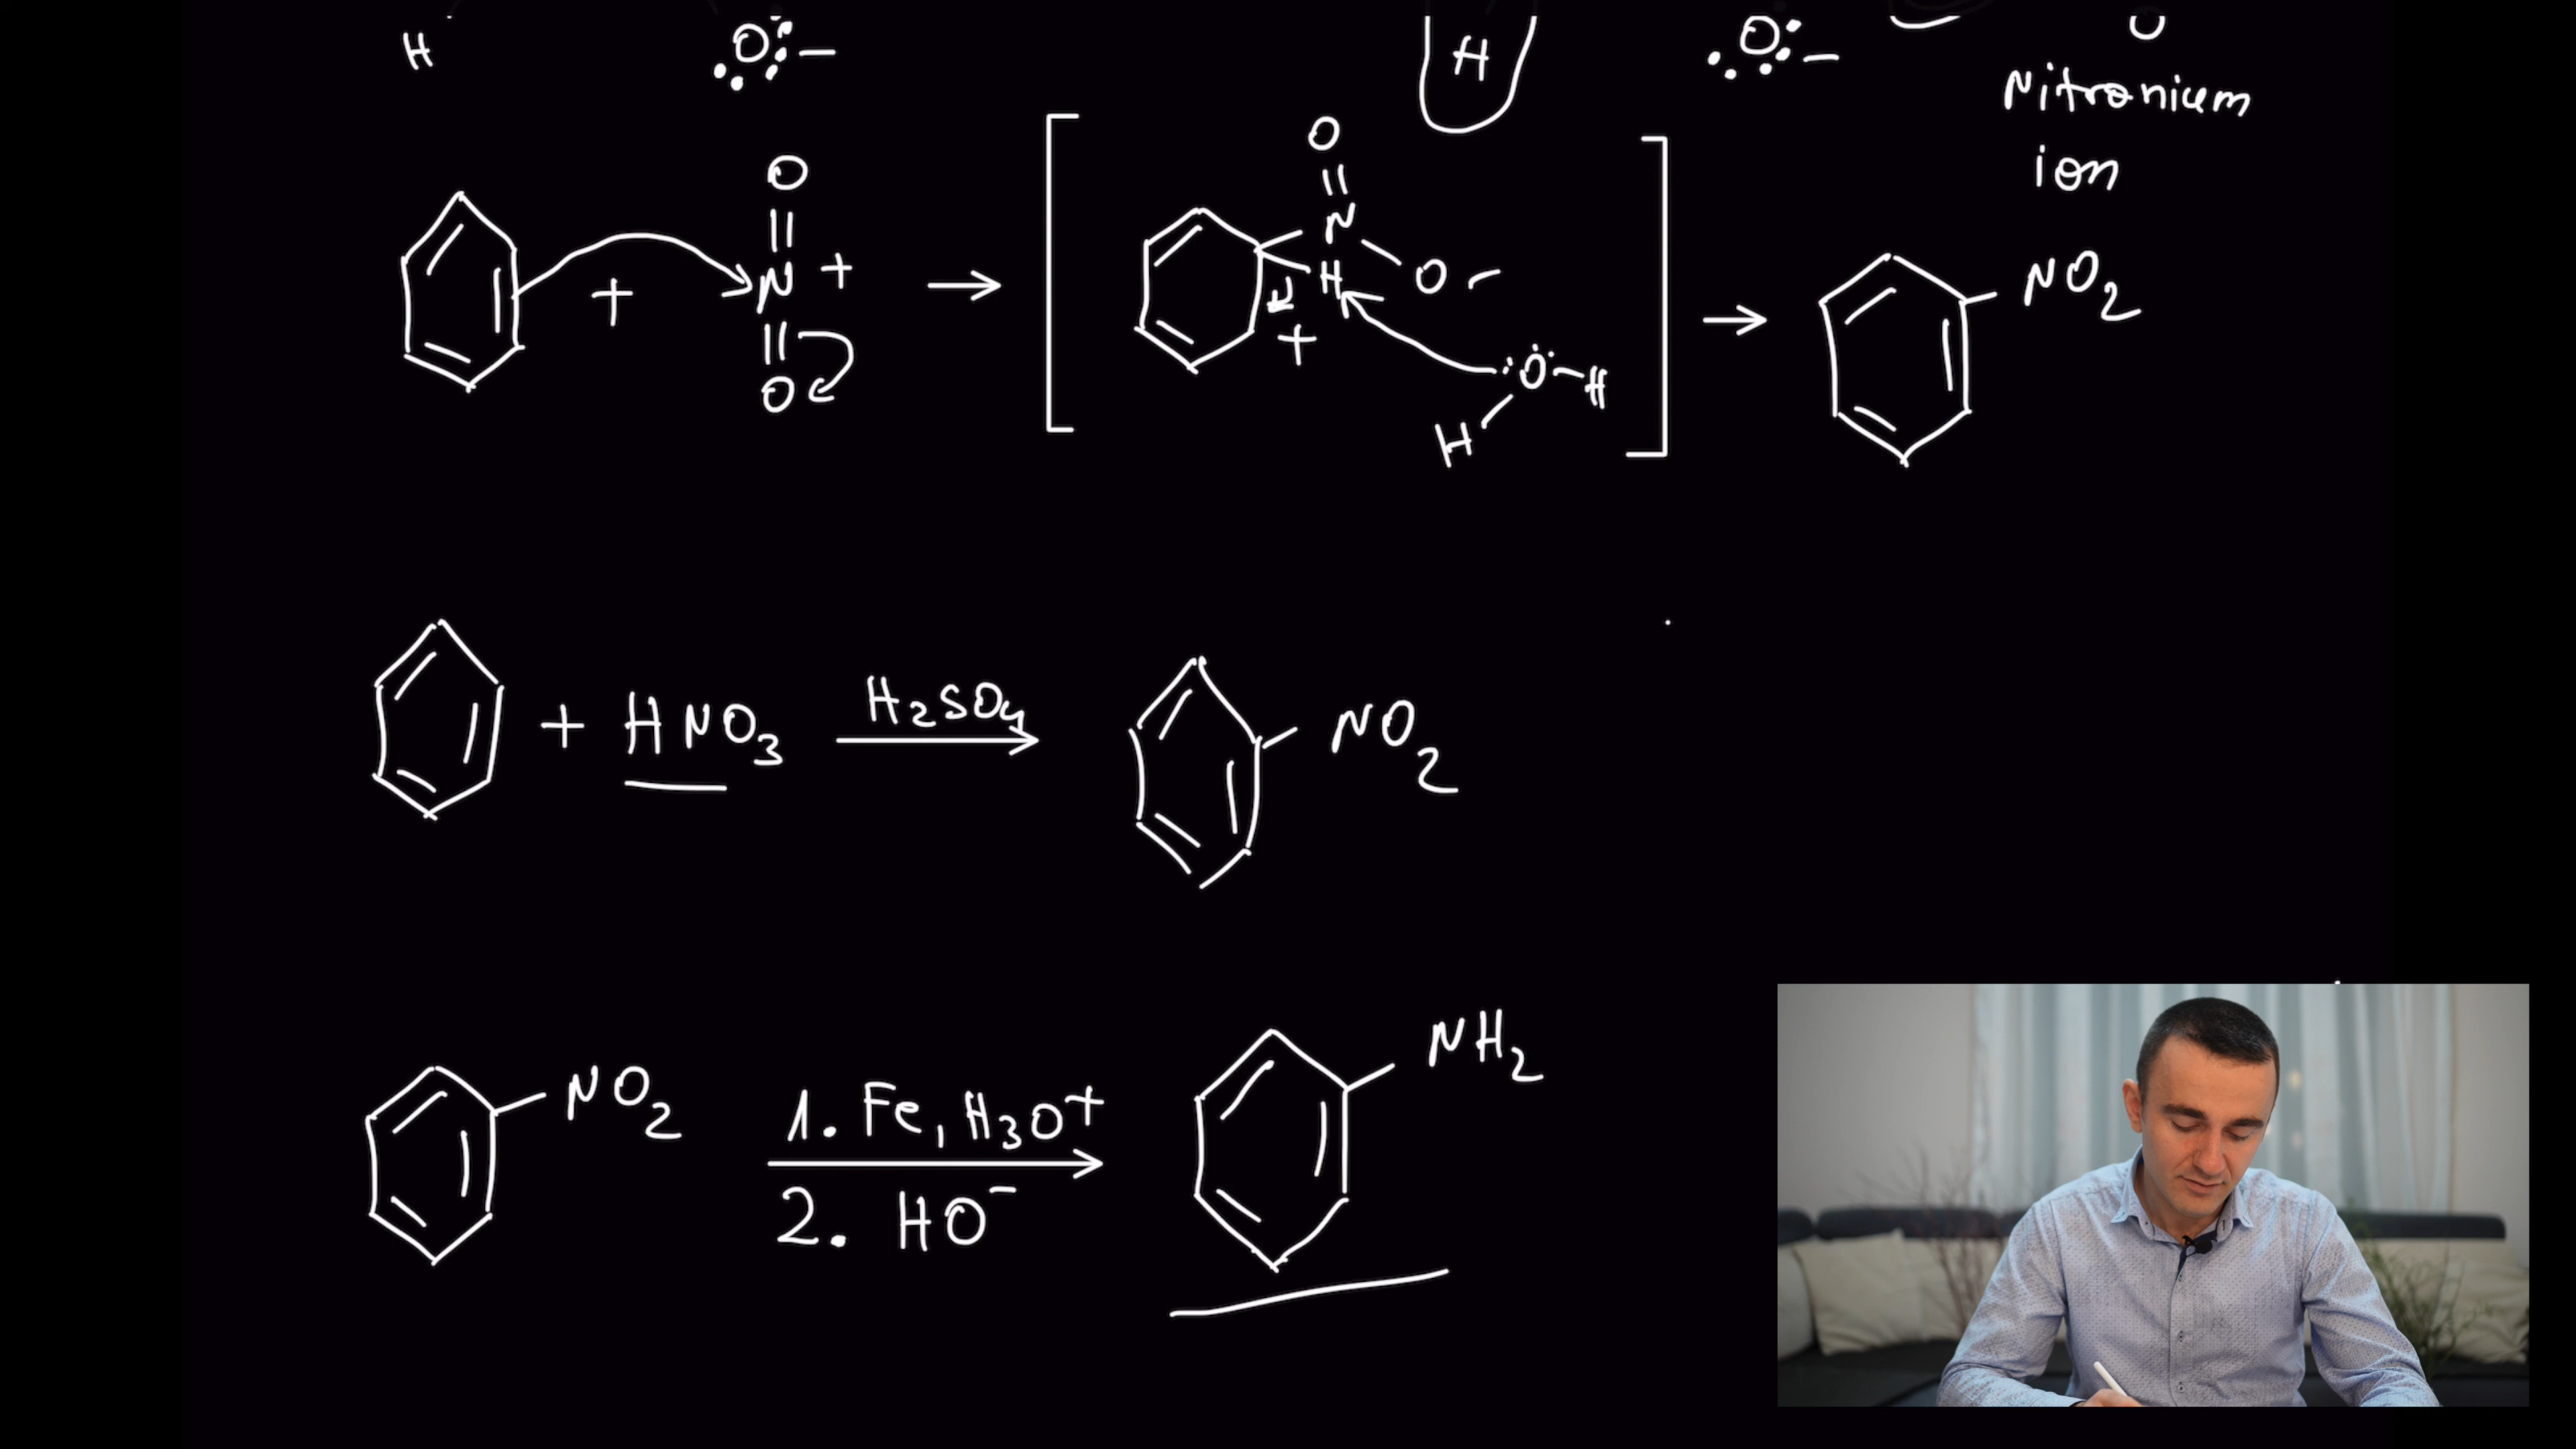 H
O
H
O
O
Nitronium
ion
O
N +
O
+
O
N
H O -
+
O-H
H
NO2
+ HNO3
H2SO4
NO2
NO2
1. Fe, H3O+
2. HO-
NH2